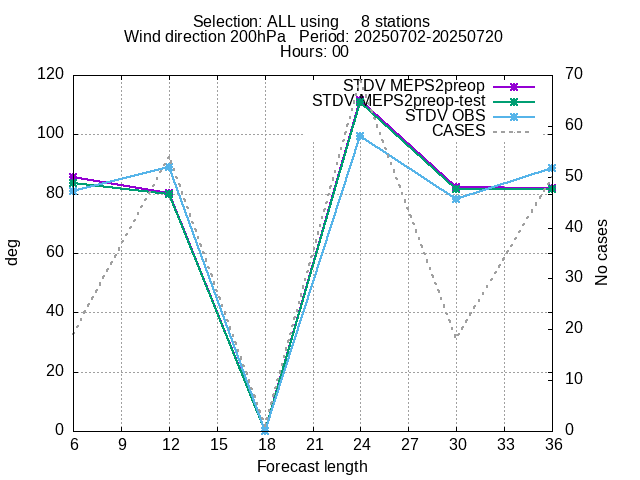 Selection: ALL using 8 stations
Wind direction 200hPa Period: 20250702-20250720
Hours: 00
120
100
80
60
40
20
0
deg
STDV MEPS2preop
STDV MEPS2preop-test
STDV OBS
CASES
70
60
50
40
30
20
10
0
No cases
6 9 12 15 18 21 24 27 30 33 36
Forecast length